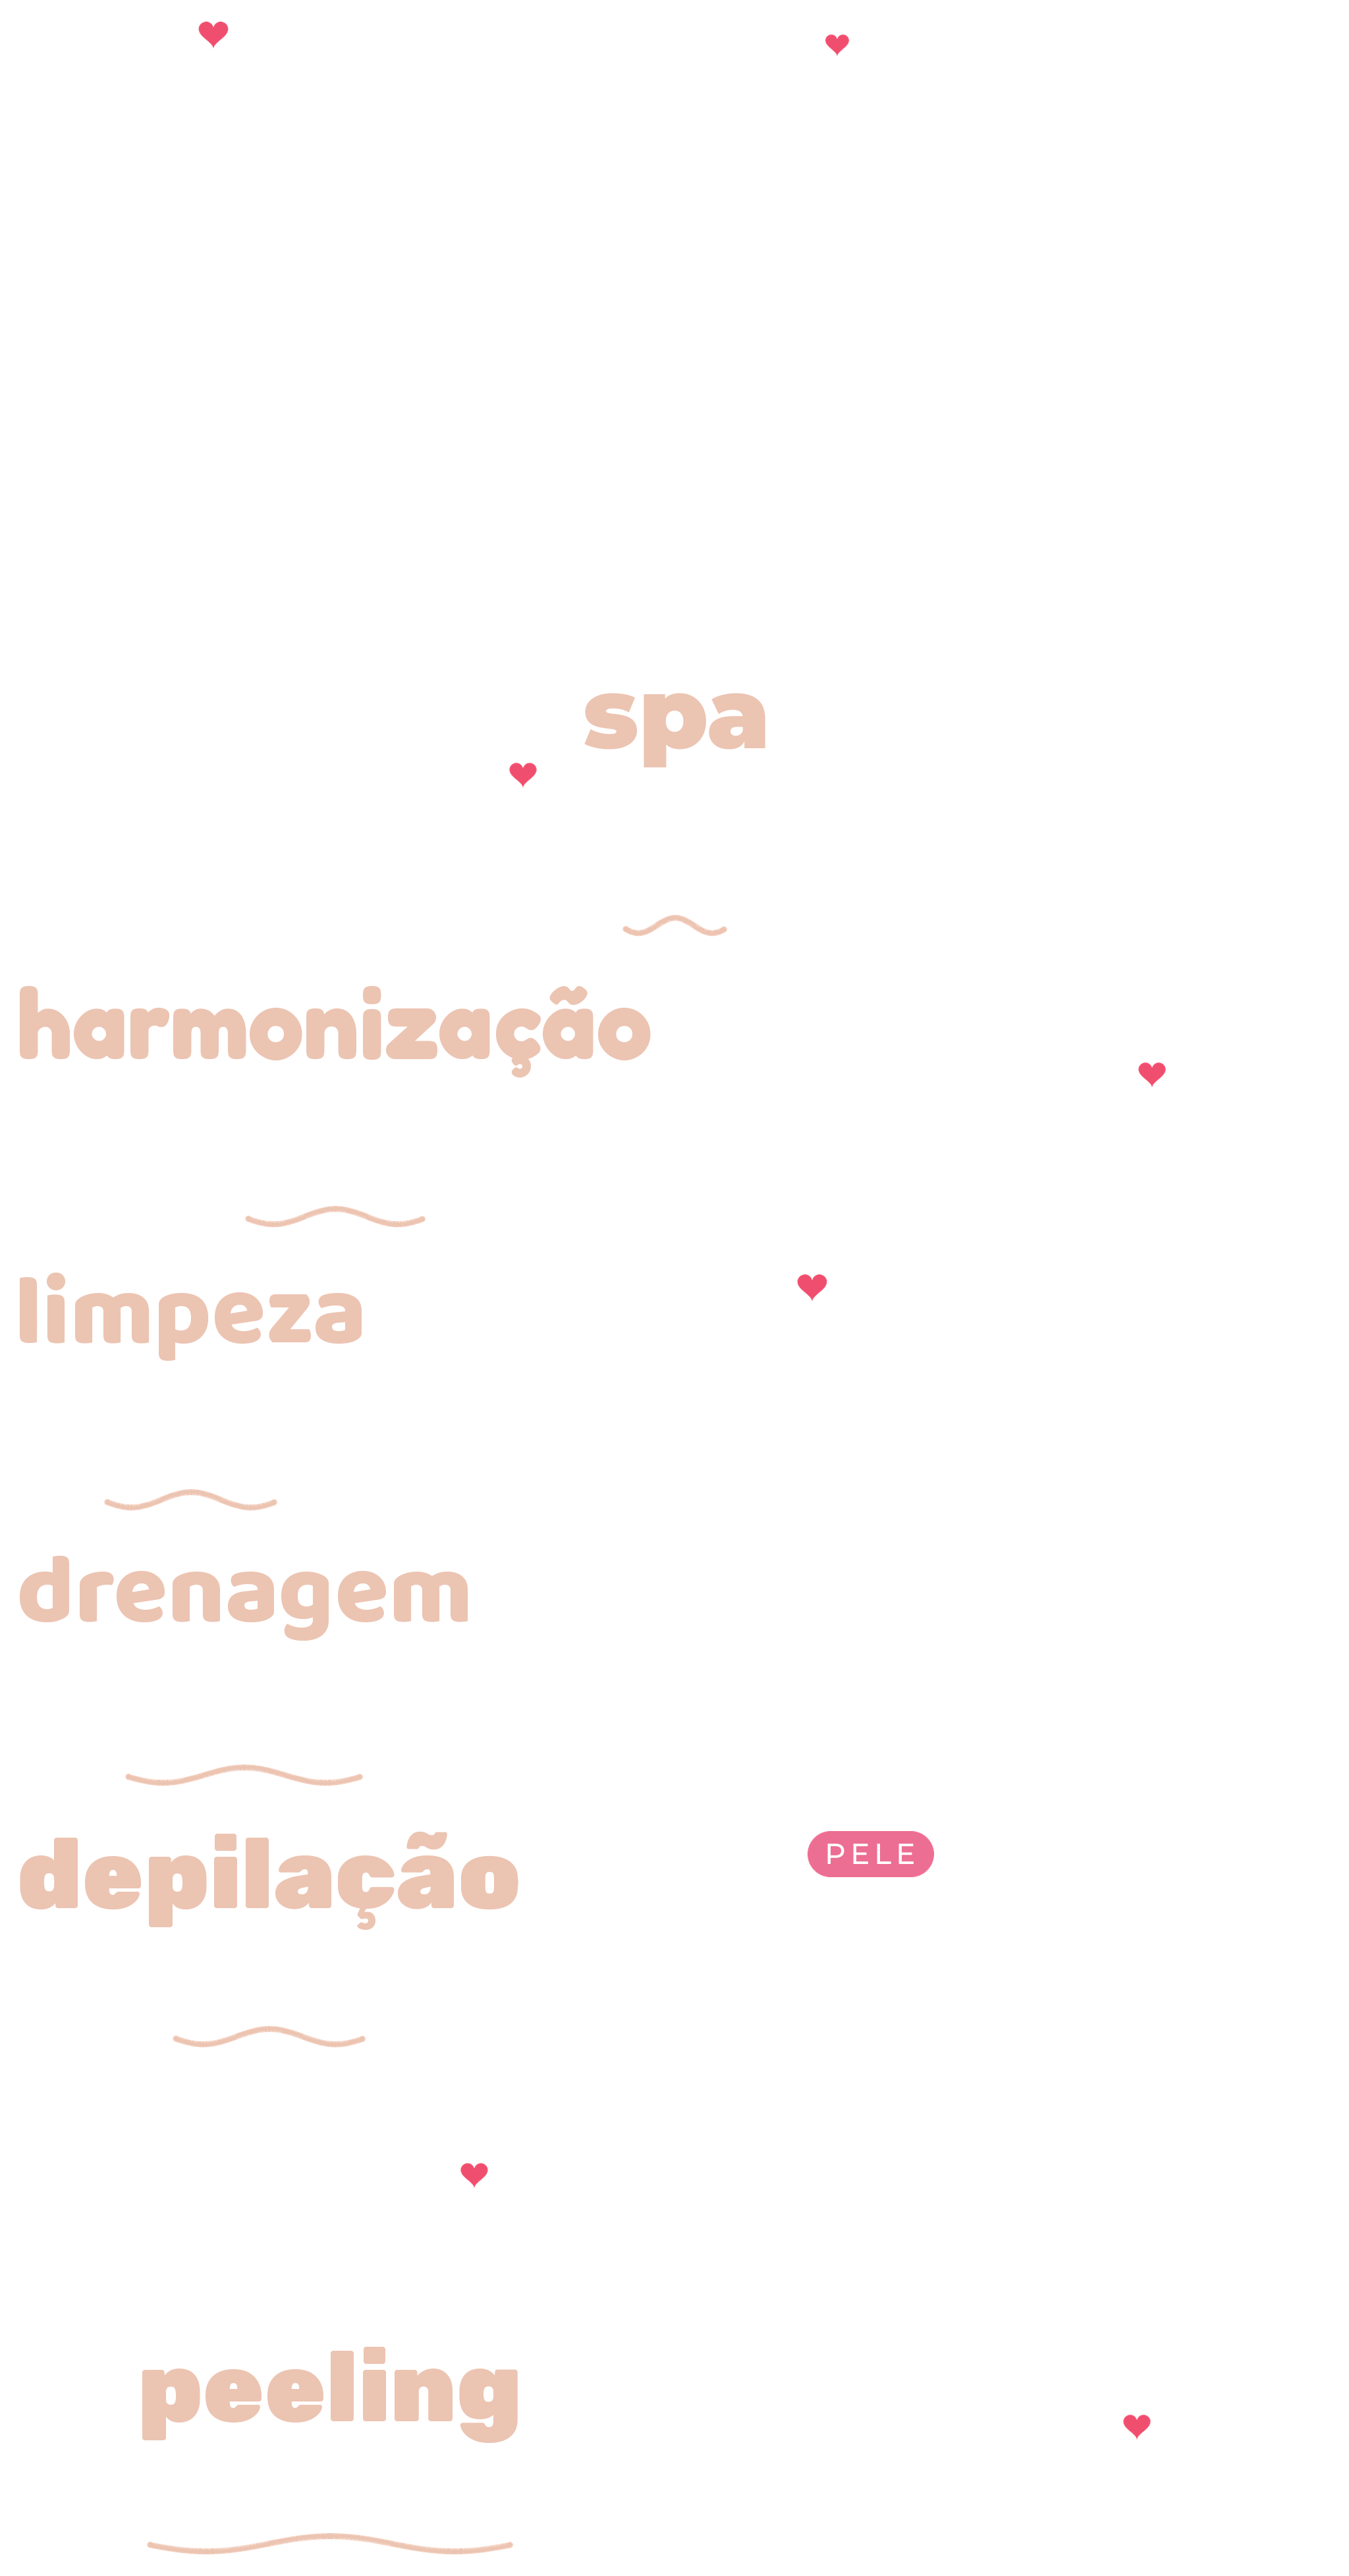 spa
harmonização
limpeza
drenagem
depilação
PELE
peeling